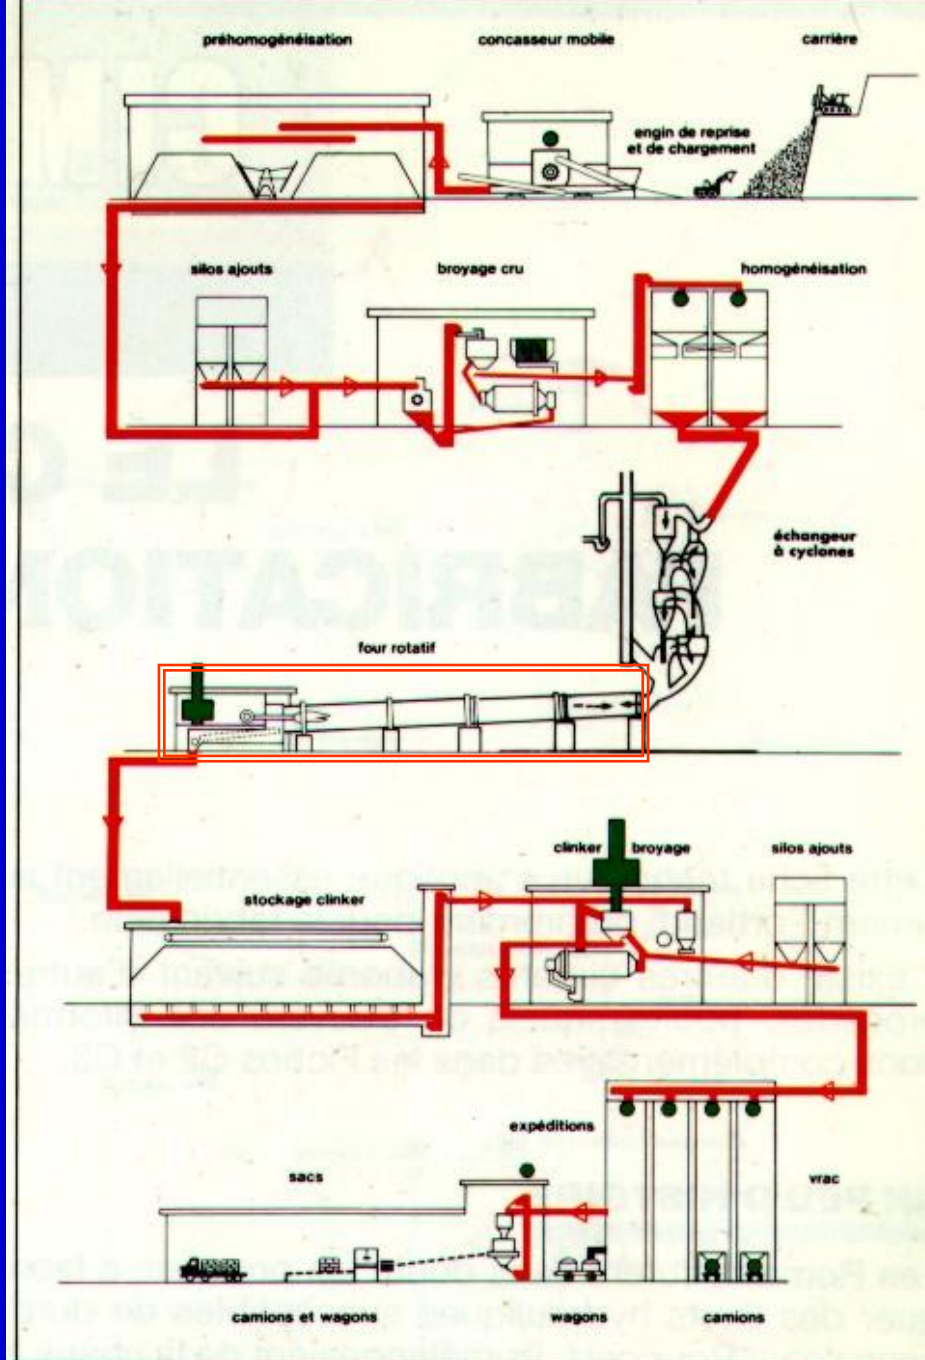 préhomogénéisation
concasseur mobile
carrière
engin de reprise
et de chargement
silos ajouts
broyage cru
homogénéisation
échangeur
à cyclones
four rotatif
clinker
broyage
silos ajouts
stockage clinker
expéditions
sacs
vrac
camions et wagons
wagons
camions